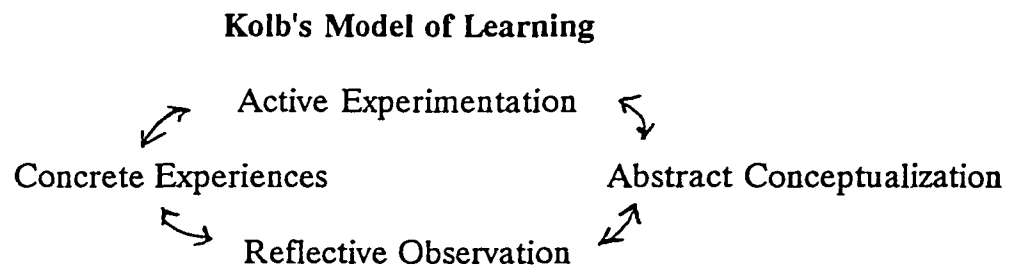 Kolb's Model of Learning
Active Experimentation
Concrete Experiences Abstract Conceptualization
Reflective Observation